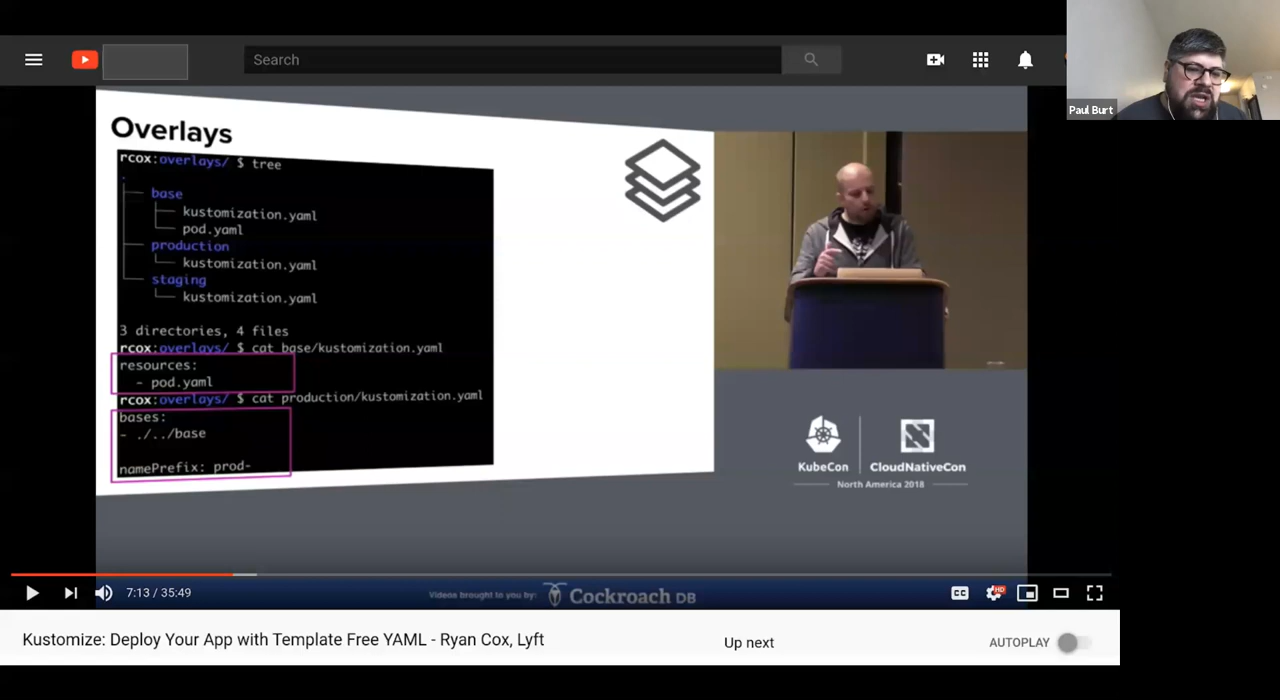 Search
Paul Burt
Overlays
rcox:overlays/ $ tree
.
├── base
│   ├── kustomization.yaml
│   └── pod.yaml
├── production
│   └── kustomization.yaml
└── staging
    └── kustomization.yaml
3 directories, 4 files
rcox:overlays/ $ cat base/kustomization.yaml
resources:
- pod.yaml
rcox:overlays/ $ cat production/kustomization.yaml
bases:
- ./../base
namePrefix: prod-
KubeCon
CloudNativeCon
North America 2018
7:13 / 35:49
Videos brought to you by:
Cockroach DB
CC
HD
Kustomize: Deploy Your App with Template Free YAML - Ryan Cox, Lyft
Up next
AUTOPLAY